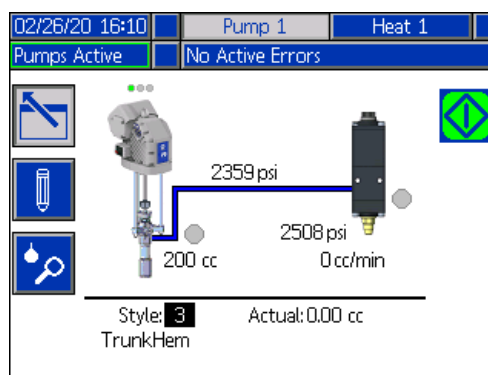 02/26/20 16:10 Pump 1 Heat 1
Pumps Active No Active Errors
2359 psi
2508 psi
200 cc 0 cc/min
Style: 3 Actual: 0.00 cc
TrunkHem